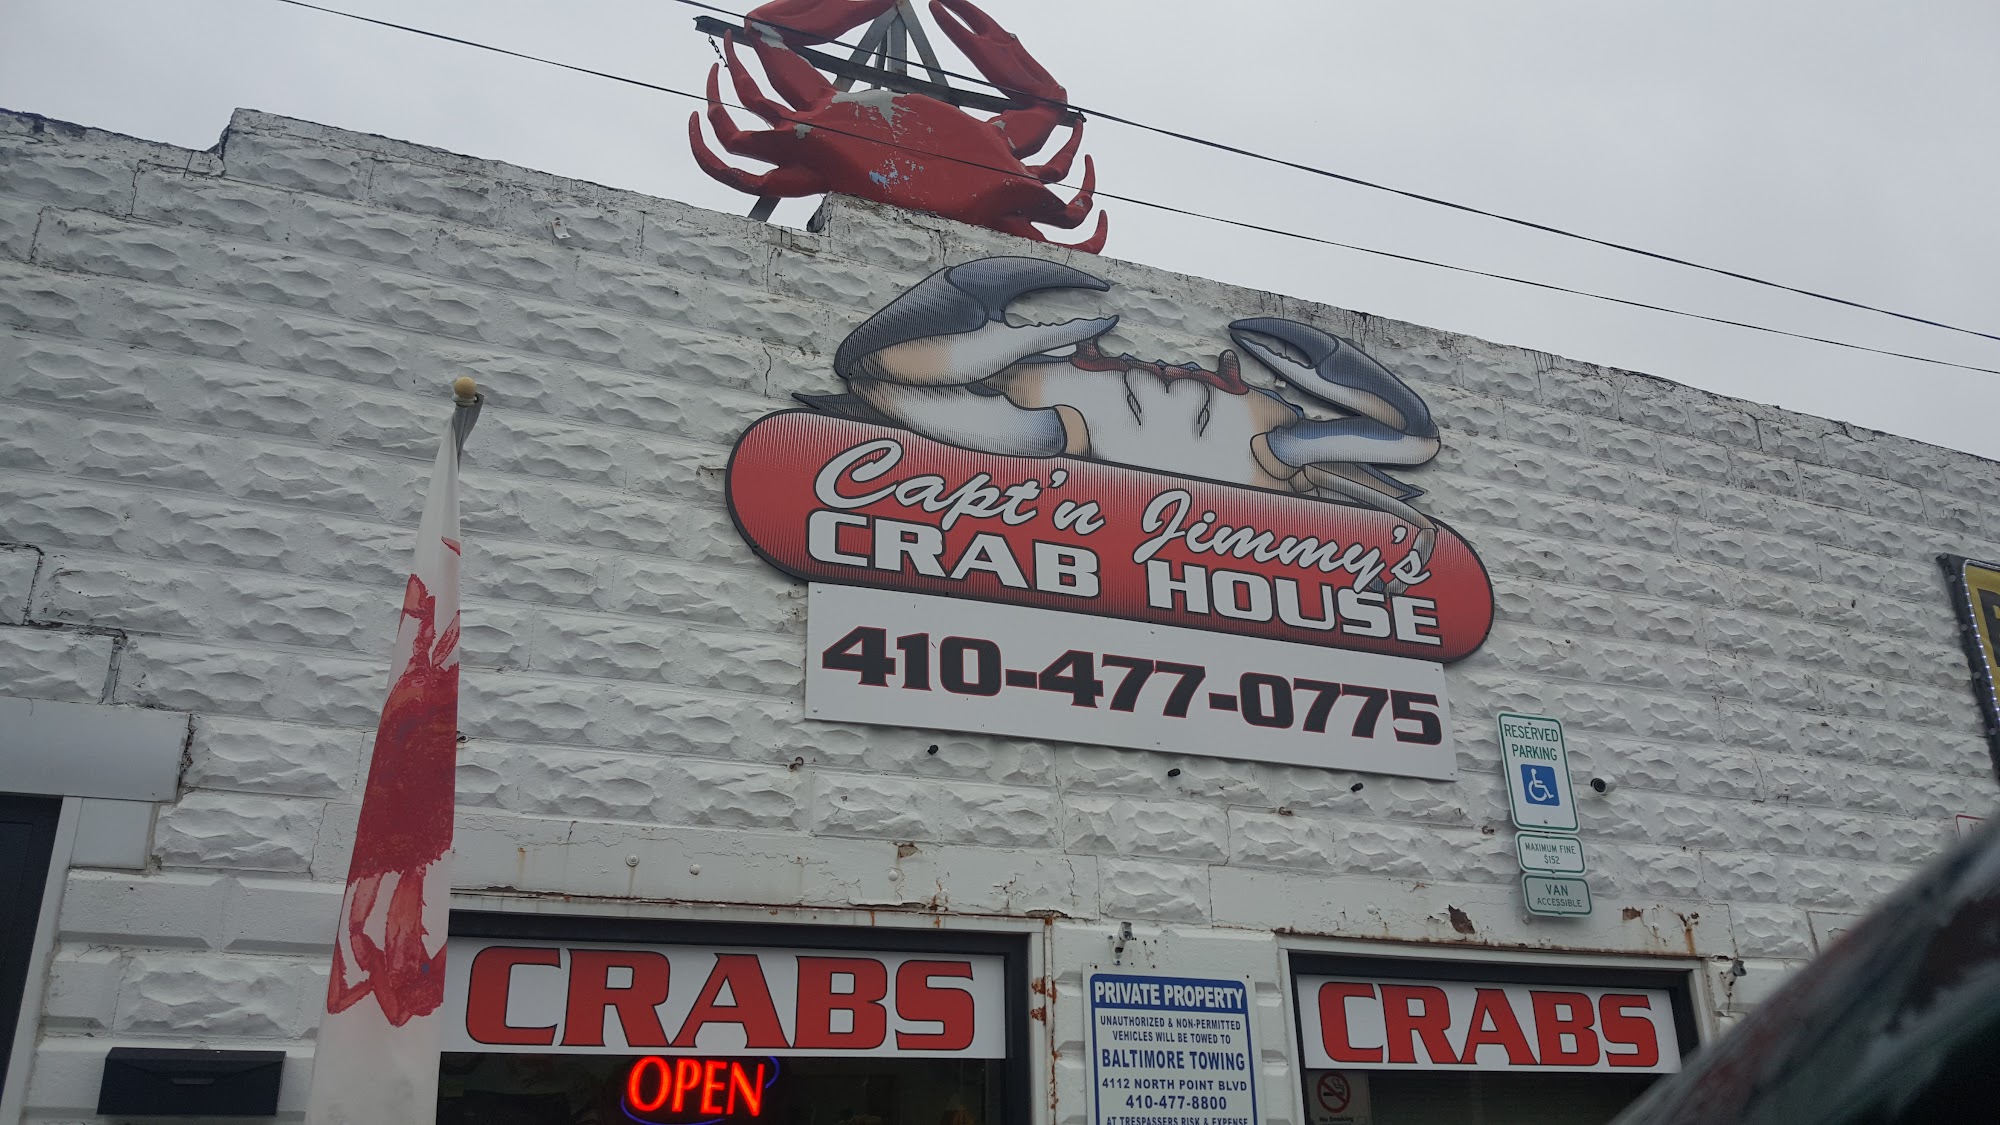 Capt'n Jimmy's
CRAB HOUSE
410-477-0775
RESERVED
PARKING
MAXIMUM FINE
$152
VAN
ACCESSIBLE
CRABS
OPEN
PRIVATE PROPERTY
UNAUTHORIZED & NON-PERMITTED
VEHICLES WILL BE TOWED TO
BALTIMORE TOWING
4112 NORTH POINT BLVD
410-477-8800
AT TRESPASSERS RISK & EXPENSE
CRABS
No Smoking